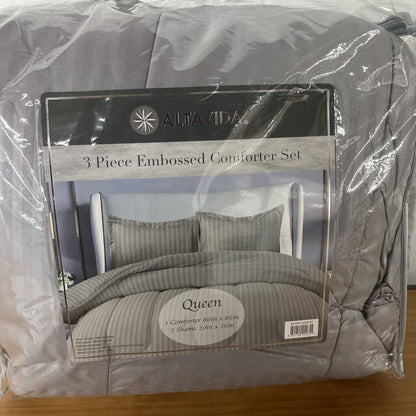 ALTAVIDA
3 Piece Embossed Comforter Set
Queen
1 Comforter 86in x 86in
2 Shams 20in x 26in